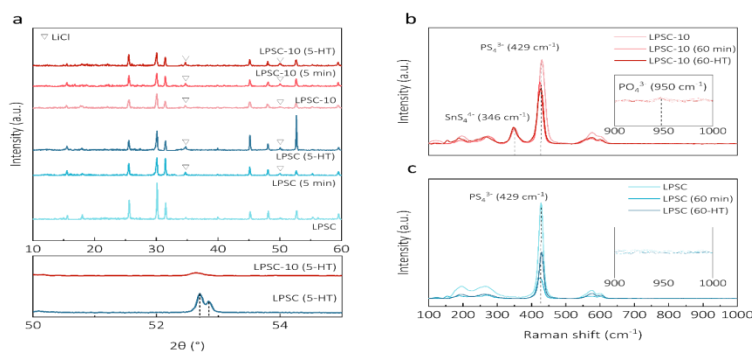 a
▽ LiCl
LPSC-10 (5-HT)
LPSC-10 (5 min)
LPSC-10
LPSC (5-HT)
LPSC (5 min)
LPSC
Intensity (a.u.)
10 20 30 40 50 60
LPSC-10 (5-HT)
LPSC (5-HT)
50 52 54
2θ (°)
b
PS₄³⁻ (429 cm⁻¹)
SnS₄⁴⁻ (346 cm⁻¹)
LPSC-10
LPSC-10 (60 min)
LPSC-10 (60-HT)
PO₄³ (950 cm⁻¹)
900 950 1000
Intensity (a.u.)
c
PS₄³⁻ (429 cm⁻¹)
LPSC
LPSC (60 min)
LPSC (60-HT)
900 950 1000
Intensity (a.u.)
100 200 300 400 500 600 700 800 900 1000
Raman shift (cm⁻¹)